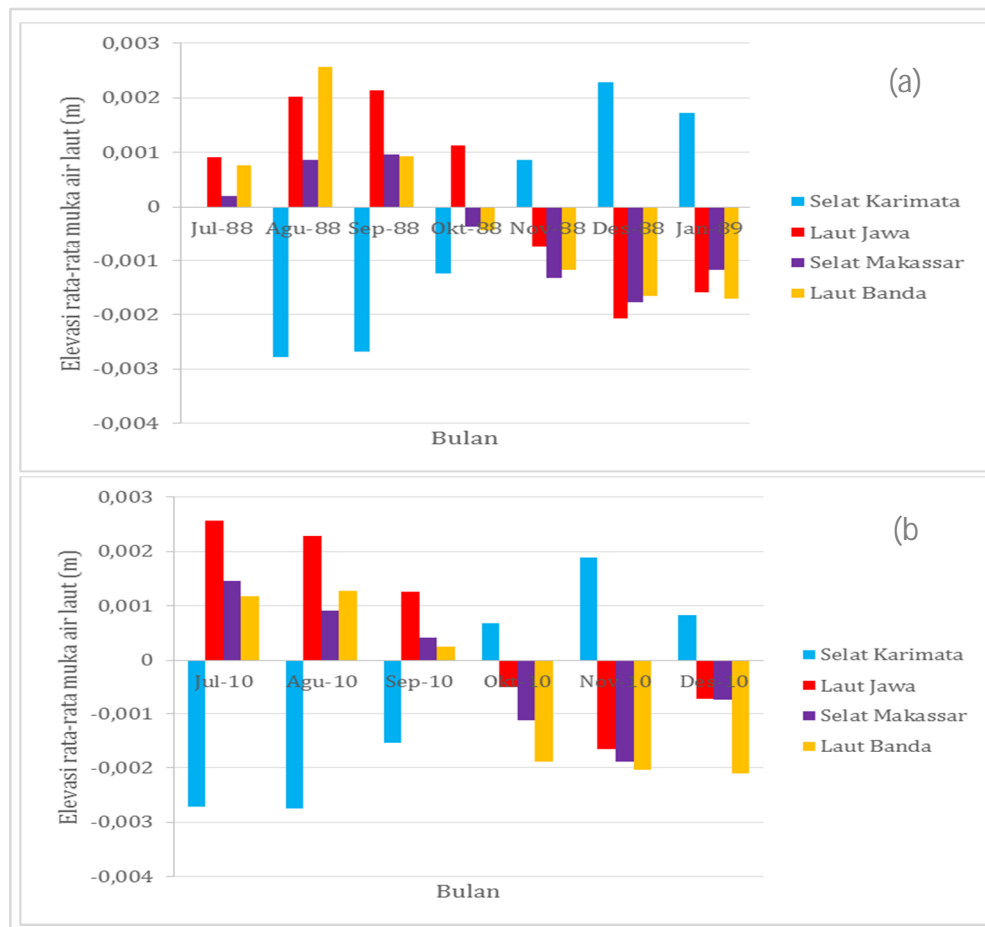 (a)
Elevasi rata-rata muka air laut (m)
0,003
0,002
0,001
0
-0,001
-0,002
-0,003
-0,004
Jul-88 Agu-88 Sep-88 Okt-88 Nov-88 Des-88 Jan-89
Bulan
Selat Karimata
Laut Jawa
Selat Makassar
Laut Banda
(b
Elevasi rata-rata muka air laut (m)
0,003
0,002
0,001
0
-0,001
-0,002
-0,003
-0,004
Jul-10 Agu-10 Sep-10 Okt-10 Nov-10 Des-10
Bulan
Selat Karimata
Laut Jawa
Selat Makassar
Laut Banda